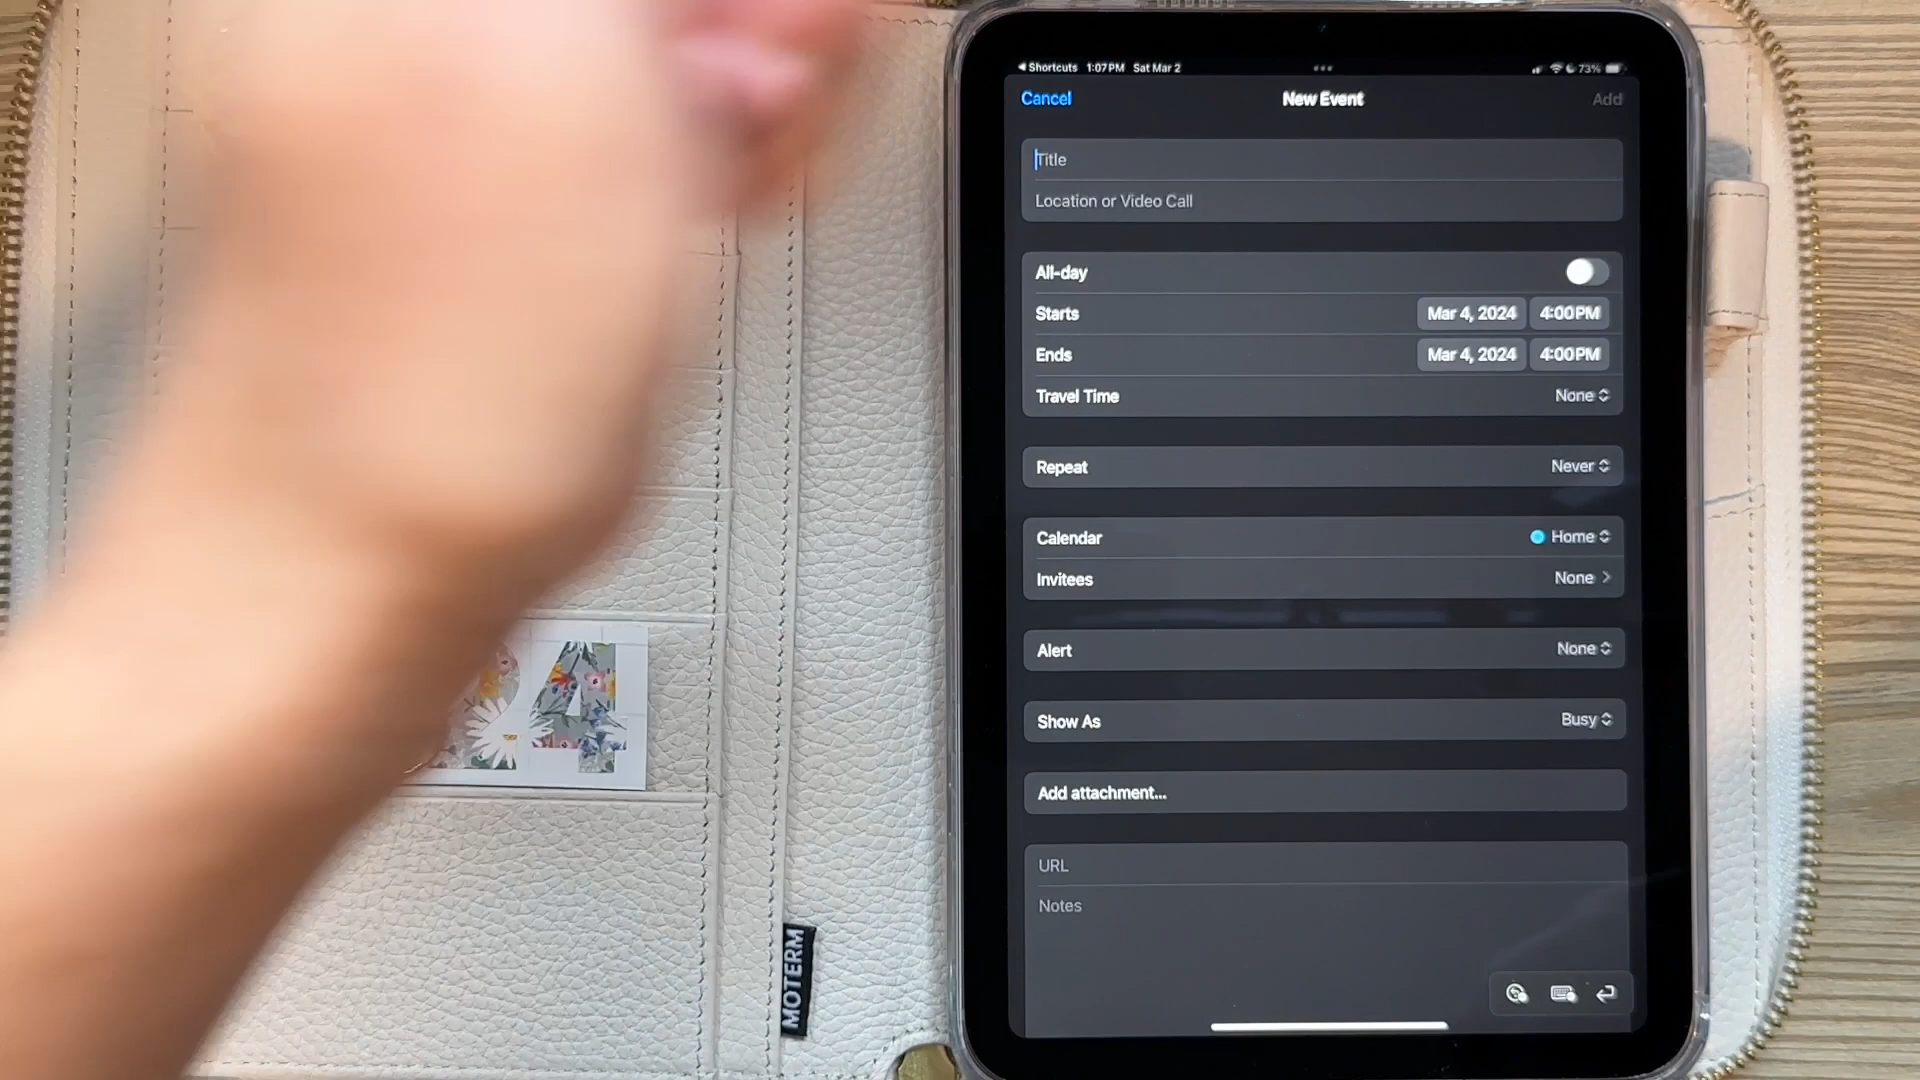 Shortcuts 1:07 PM Sat Mar 2
73%
Cancel New Event Add
Title
Location or Video Call
All-day
Starts Mar 4, 2024 4:00 PM
Ends Mar 4, 2024 4:00 PM
Travel Time None
Repeat Never
Calendar Home
Invitees None
Alert None
Show As Busy
Add attachment...
URL
Notes
4
MOTERM